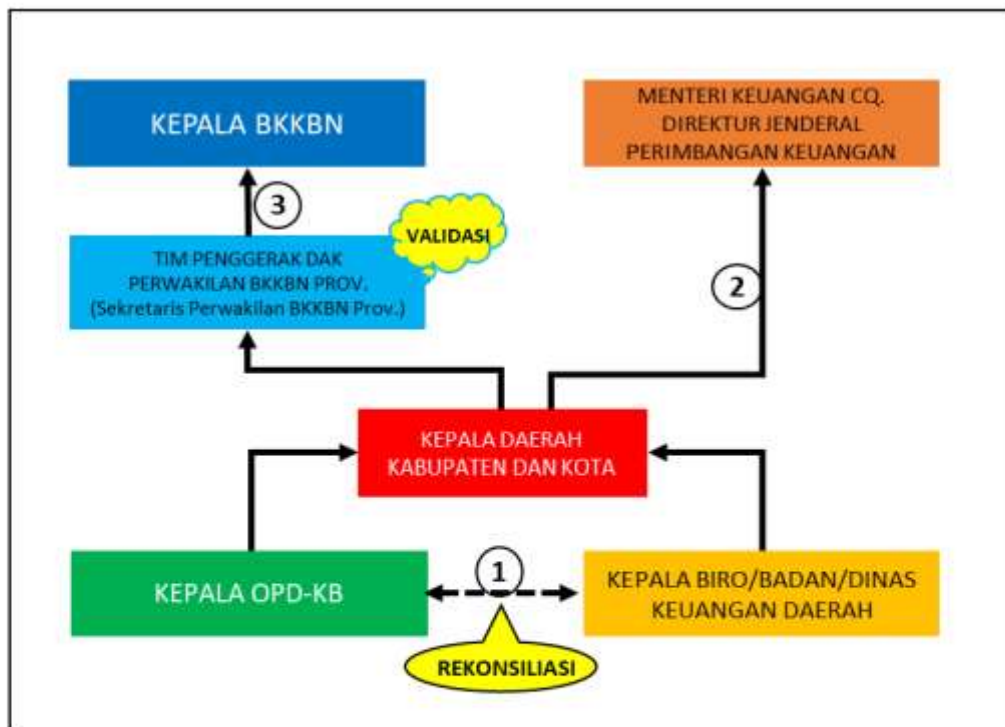 KEPALA BKKBN
MENTERI KEUANGAN CQ.
DIREKTUR JENDERAL
PERIMBANGAN KEUANGAN
3
VALIDASI
TIM PENGGERAK DAK
PERWAKILAN BKKBN PROV.
(Sekretaris Perwakilan BKKBN Prov.)
2
KEPALA DAERAH
KABUPATEN DAN KOTA
KEPALA OPD-KB
1
KEPALA BIRO/BADAN/DINAS
KEUANGAN DAERAH
REKONSILIASI